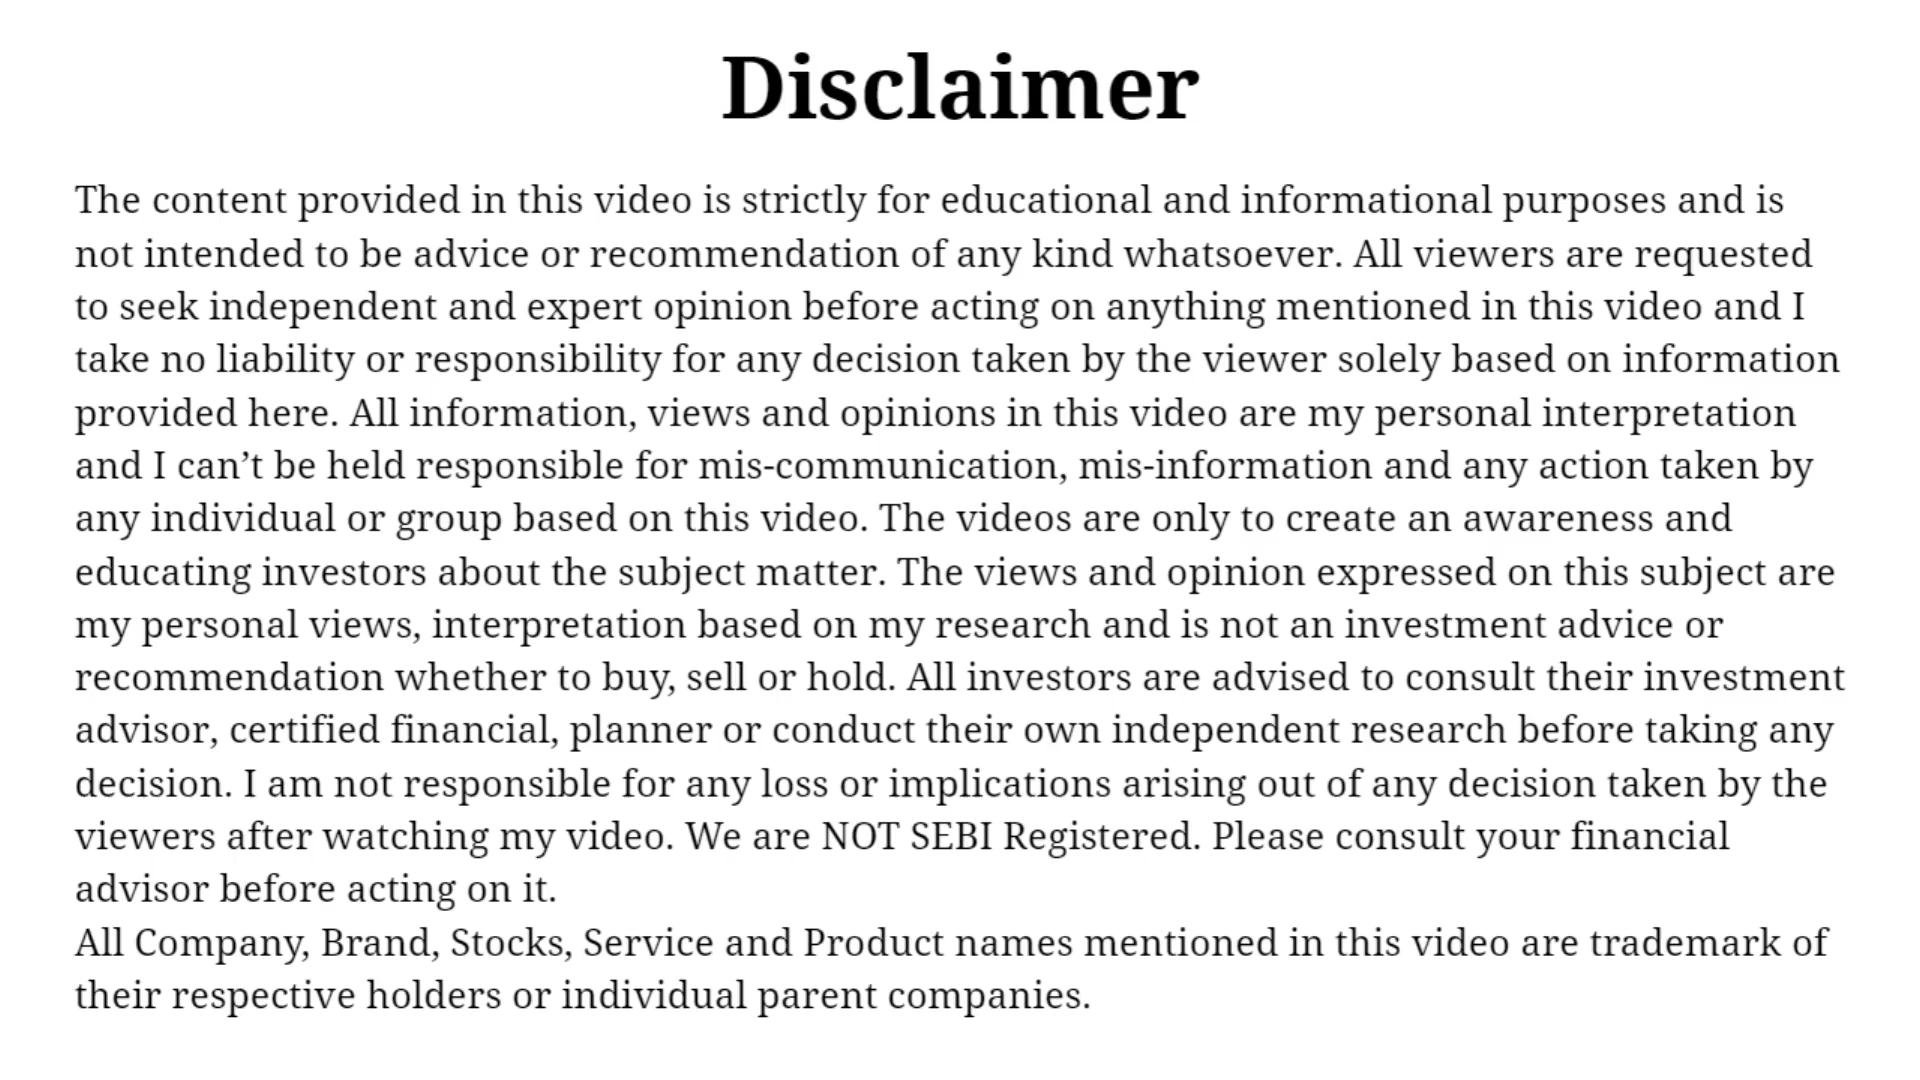 Disclaimer
The content provided in this video is strictly for educational and informational purposes and is
not intended to be advice or recommendation of any kind whatsoever. All viewers are requested
to seek independent and expert opinion before acting on anything mentioned in this video and I
take no liability or responsibility for any decision taken by the viewer solely based on information
provided here. All information, views and opinions in this video are my personal interpretation
and I can’t be held responsible for mis-communication, mis-information and any action taken by
any individual or group based on this video. The videos are only to create an awareness and
educating investors about the subject matter. The views and opinion expressed on this subject are
my personal views, interpretation based on my research and is not an investment advice or
recommendation whether to buy, sell or hold. All investors are advised to consult their investment
advisor, certified financial, planner or conduct their own independent research before taking any
decision. I am not responsible for any loss or implications arising out of any decision taken by the
viewers after watching my video. We are NOT SEBI Registered. Please consult your financial
advisor before acting on it.
All Company, Brand, Stocks, Service and Product names mentioned in this video are trademark of
their respective holders or individual parent companies.